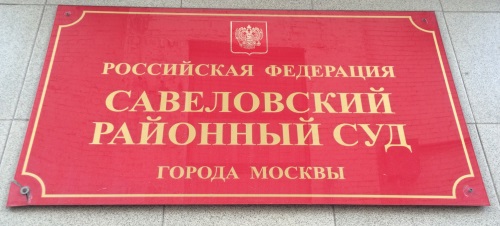 РОССИЙСКАЯ ФЕДЕРАЦИЯ
САВЕЛОВСКИЙ
РАЙОННЫЙ СУД
ГОРОДА МОСКВЫ